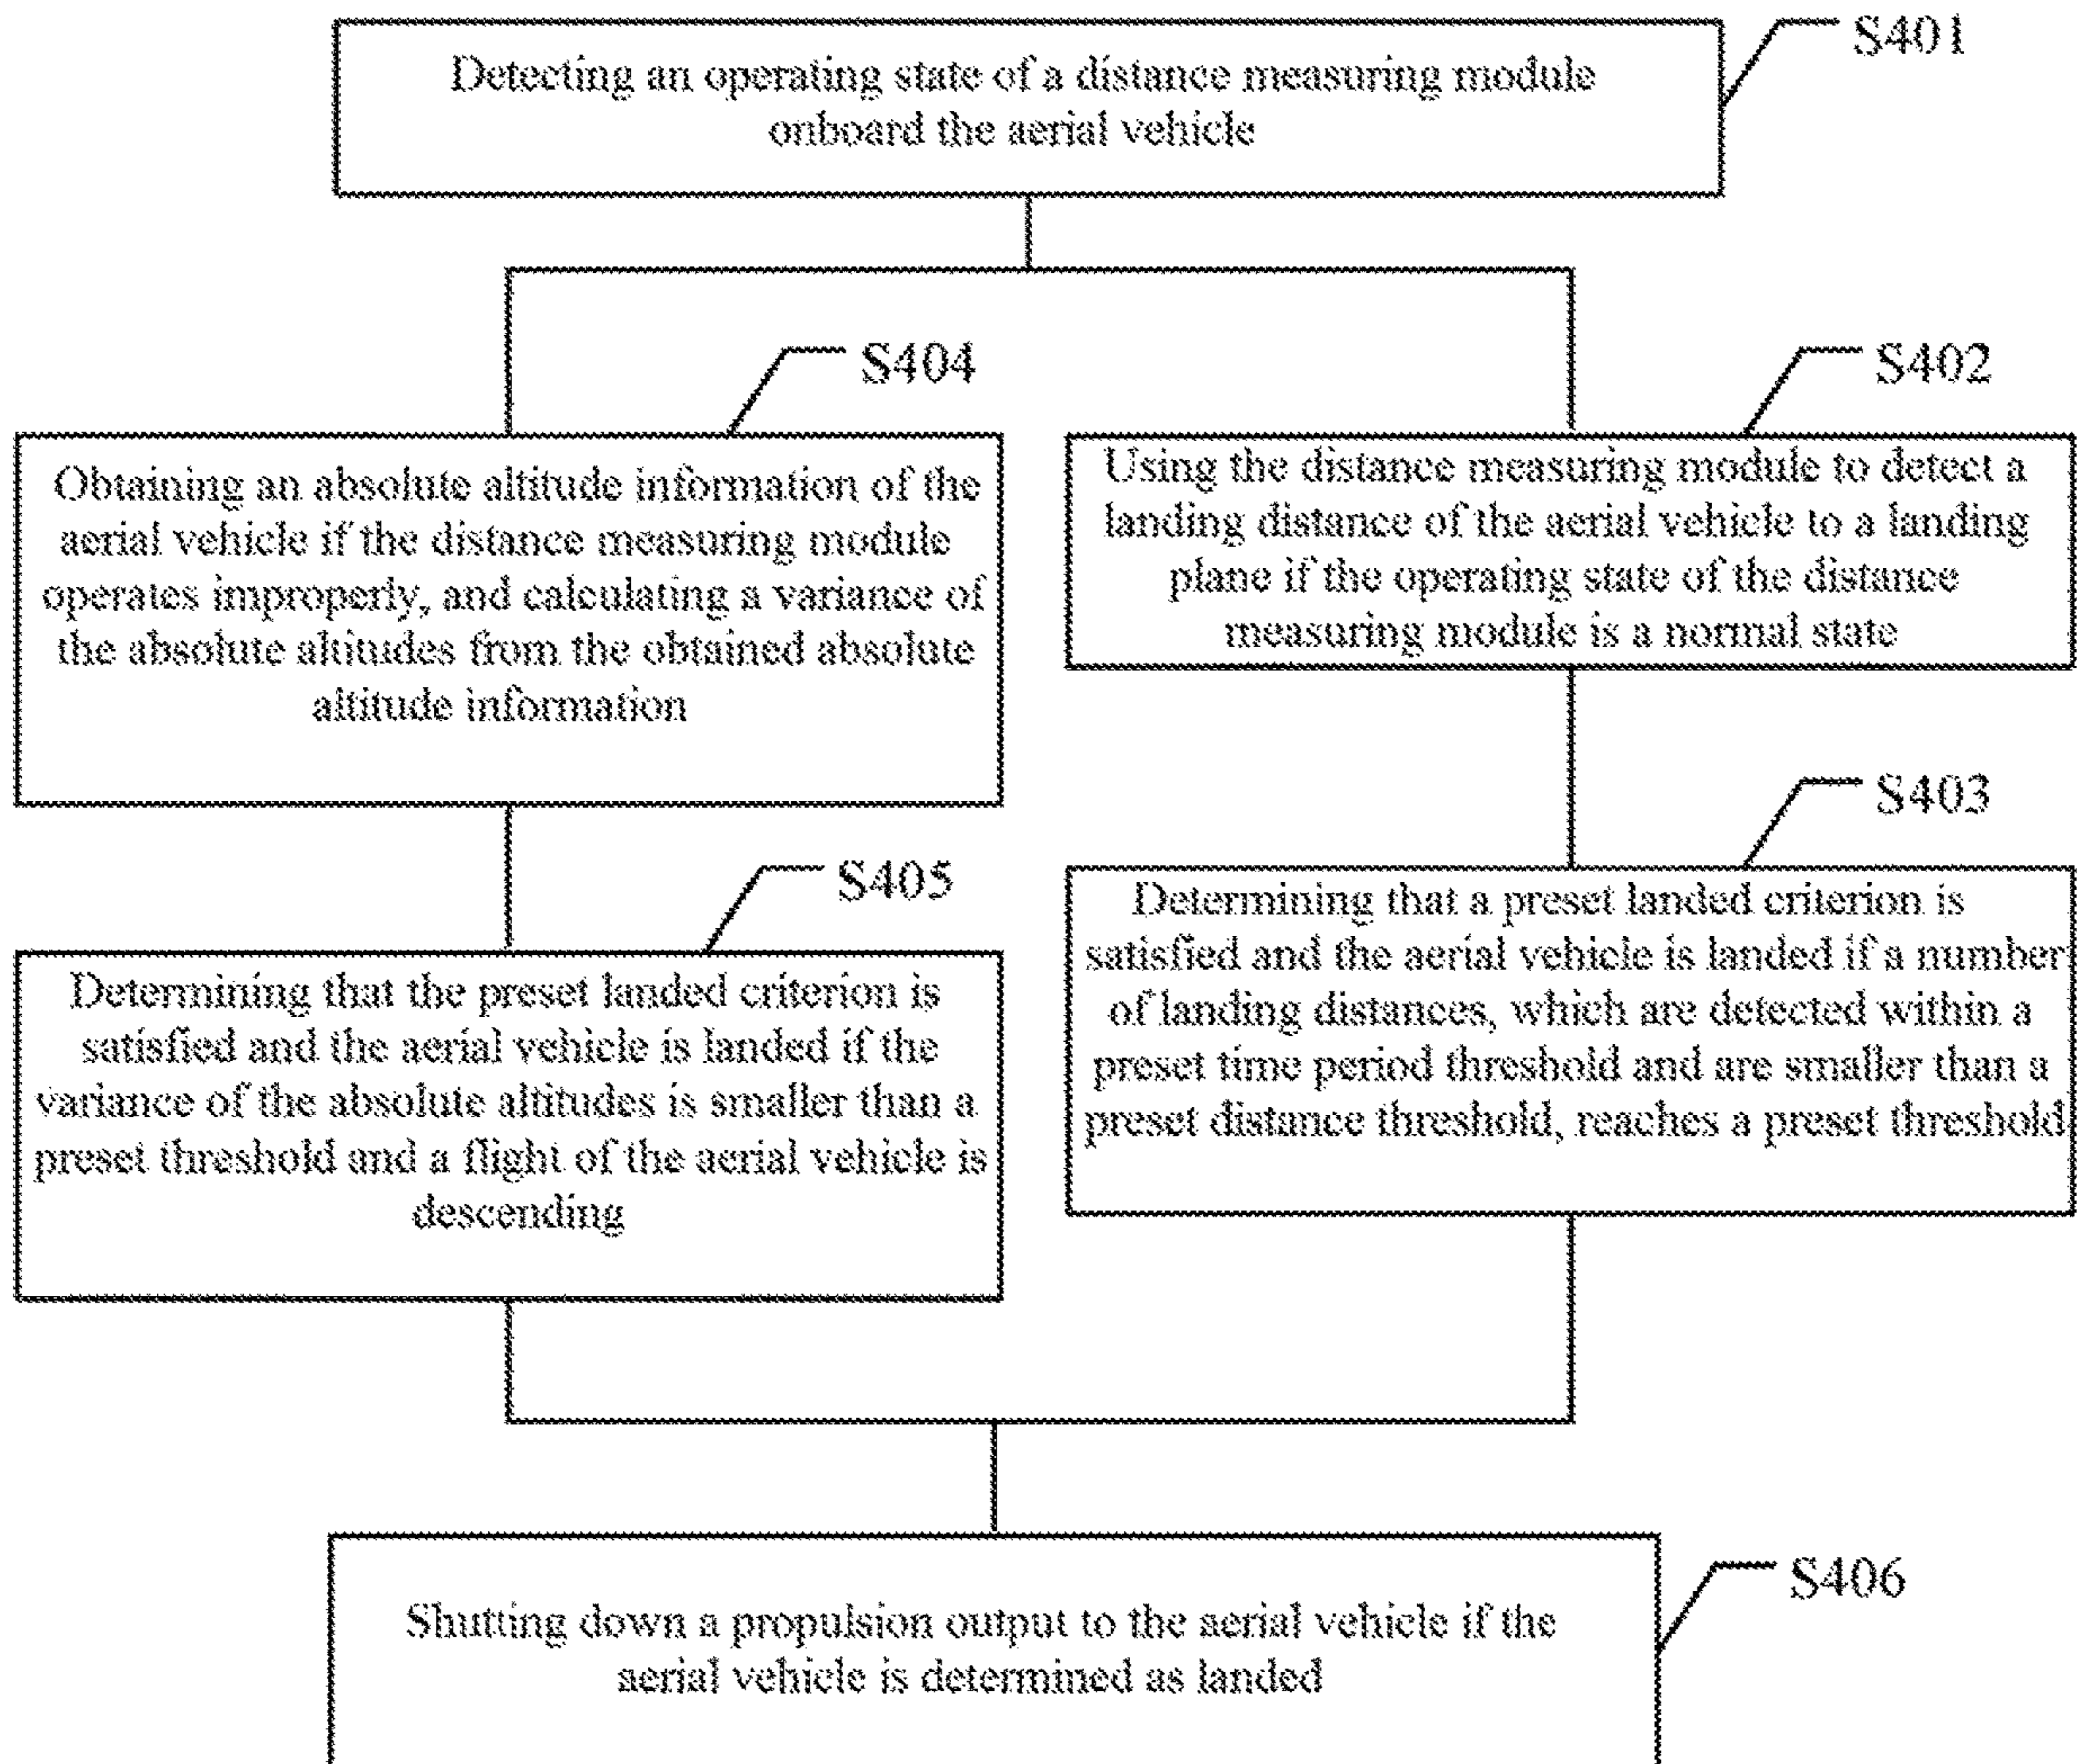 S401
Detecting an operating state of a distance measuring module
onboard the aerial vehicle
S404
Obtaining an absolute altitude information of the
aerial vehicle if the distance measuring module
operates improperly, and calculating a variance of
the absolute altitudes from the obtained absolute
altitude information
S402
Using the distance measuring module to detect a
landing distance of the aerial vehicle to a landing
plane if the operating state of the distance
measuring module is a normal state
S405
Determining that the preset landed criterion is
satisfied and the aerial vehicle is landed if the
variance of the absolute altitudes is smaller than a
preset threshold and a flight of the aerial vehicle is
descending
S403
Determining that a preset landed criterion is
satisfied and the aerial vehicle is landed if a number
of landing distances, which are detected within a
preset time period threshold and are smaller than a
preset distance threshold, reaches a preset threshold
S406
Shutting down a propulsion output to the aerial vehicle if the
aerial vehicle is determined as landed